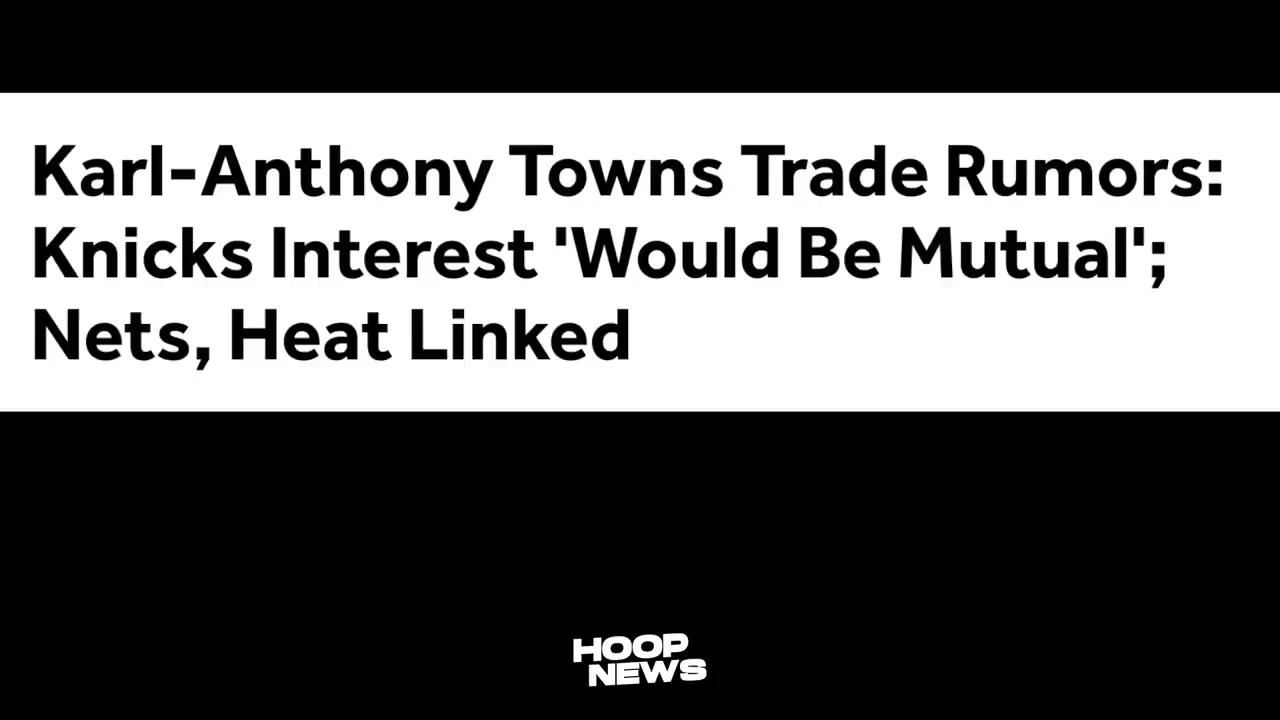 Karl-Anthony Towns Trade Rumors:
Knicks Interest 'Would Be Mutual';
Nets, Heat Linked
HOOP
NEWS